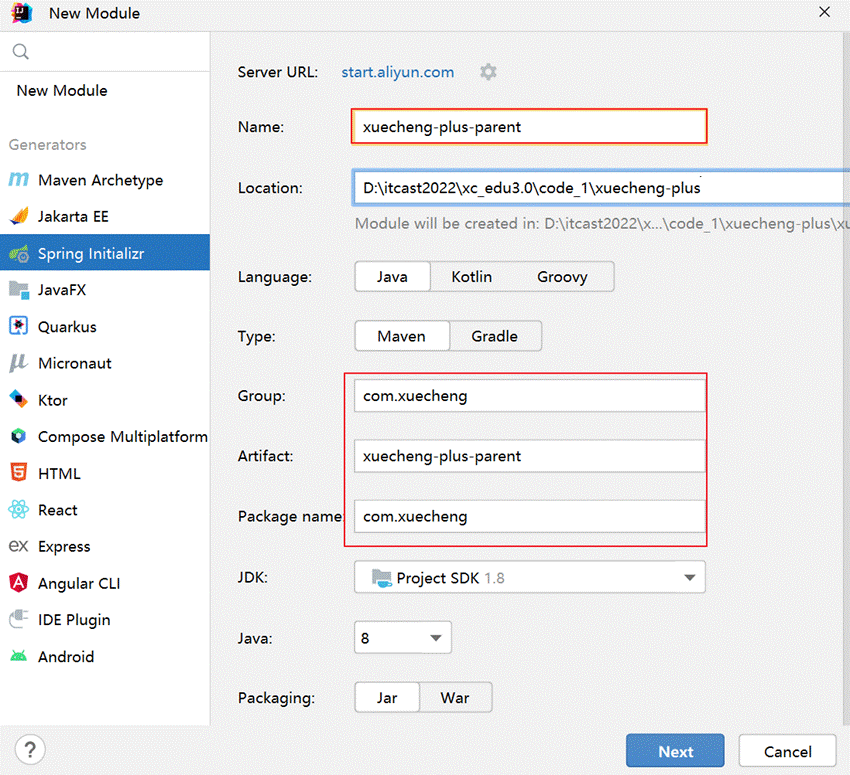 New Module
New Module
Generators
Maven Archetype
Jakarta EE
Spring Initializr
JavaFX
Quarkus
Micronaut
Ktor
Compose Multiplatform
HTML
React
Express
Angular CLI
IDE Plugin
Android
Server URL: start.aliyun.com
Name: xuecheng-plus-parent
Location: D:\itcast2022\xc_edu3.0\code_1\xuecheng-plus
Module will be created in: D:\itcast2022\x...\code_1\xuecheng-plus\xu
Language: Java Kotlin Groovy
Type: Maven Gradle
Group: com.xuecheng
Artifact: xuecheng-plus-parent
Package name: com.xuecheng
JDK: Project SDK 1.8
Java: 8
Packaging: Jar War
? Next Cancel